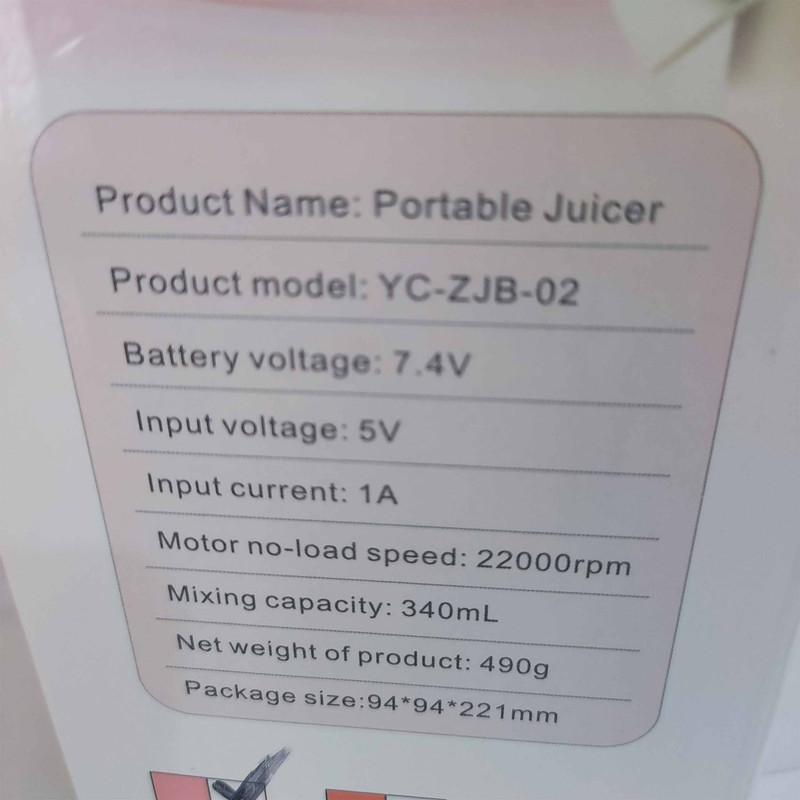 Product Name: Portable Juicer
Product model: YC-ZJB-02
Battery voltage: 7.4V
Input voltage: 5V
Input current: 1A
Motor no-load speed: 22000rpm
Mixing capacity: 340mL
Net weight of product: 490g
Package size:94*94*221mm